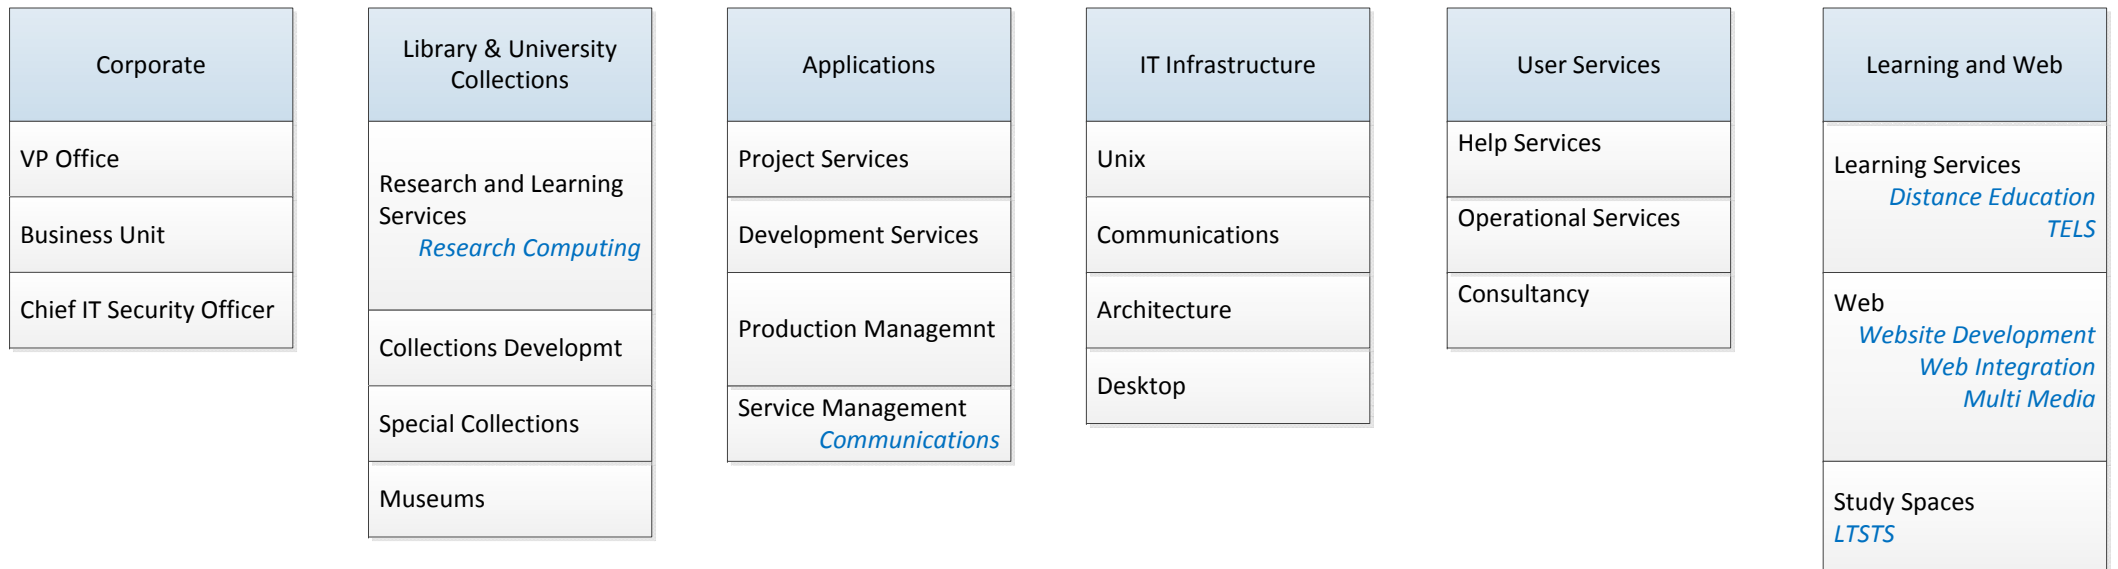 Corporate
VP Office
Business Unit
Chief IT Security Officer
Library & University
Collections
Research and Learning
Services
Research Computing
Collections Developmt
Special Collections
Museums
Applications
Project Services
Development Services
Production Managemnt
Service Management
Communications
IT Infrastructure
Unix
Communications
Architecture
Desktop
User Services
Help Services
Operational Services
Consultancy
Learning and Web
Learning Services
Distance Education
TELS
Web
Website Development
Web Integration
Multi Media
Study Spaces
LTSTS